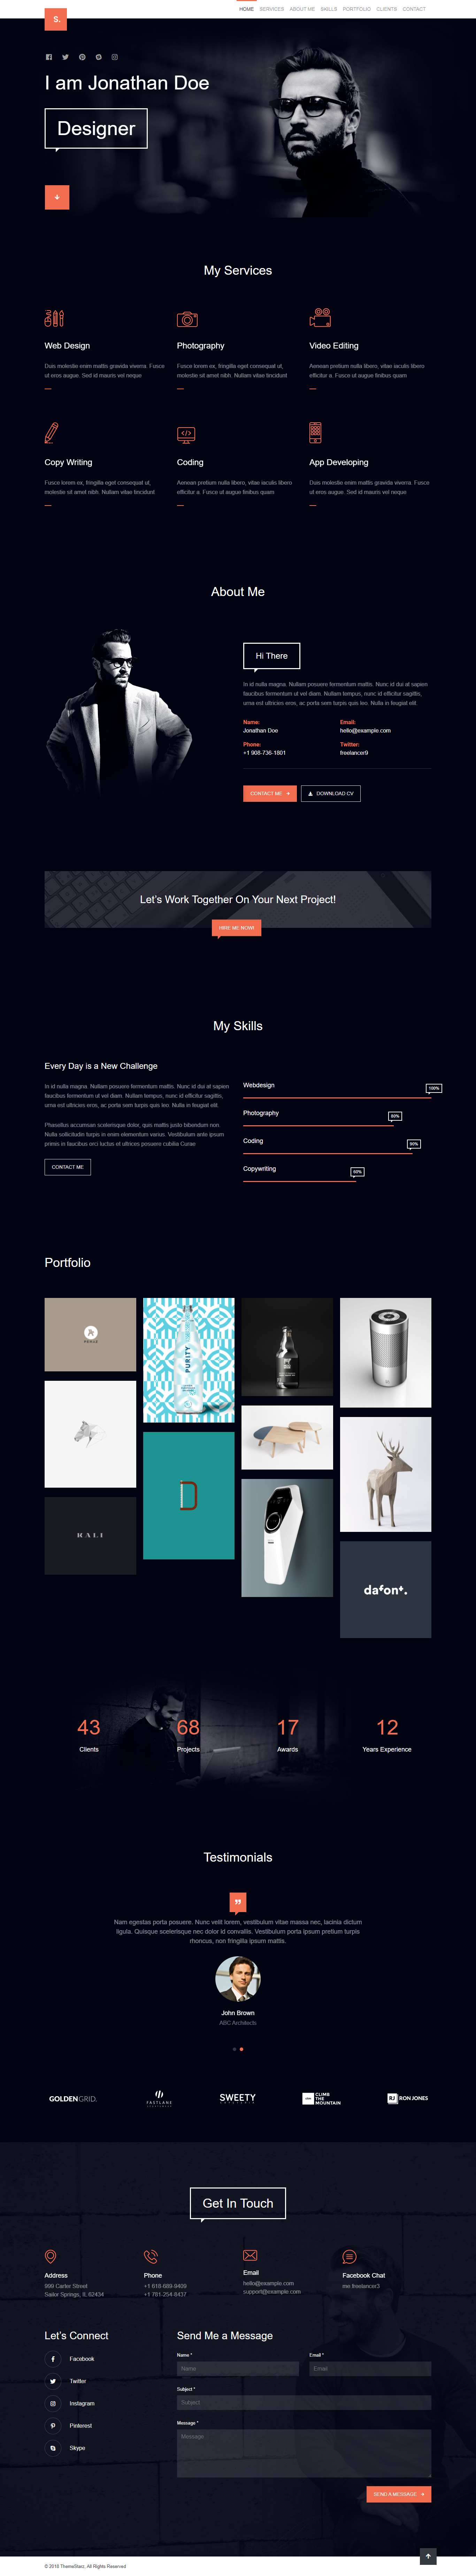 S.
HOME SERVICES ABOUT ME SKILLS PORTFOLIO CLIENTS CONTACT
I am Jonathan Doe
Designer
My Services
Web Design
Duis molestie enim mattis gravida viverra. Fusce
ut eros augue. Sed id mauris vel neque
Photography
Fusce lorem ex, fringilla eget consequat ut,
molestie sit amet nibh. Nullam vitae tincidunt
Video Editing
Aenean pretium nulla libero, vitae iaculis libero
efficitur a. Fusce ut augue finibus quam
Copy Writing
Fusce lorem ex, fringilla eget consequat ut,
molestie sit amet nibh. Nullam vitae tincidunt
Coding
Aenean pretium nulla libero, vitae iaculis libero
efficitur a. Fusce ut augue finibus quam
App Developing
Duis molestie enim mattis gravida viverra. Fusce
ut eros augue. Sed id mauris vel neque
About Me
Hi There
In id nulla magna. Nullam posuere fermentum mattis. Nunc id dui at sapien
faucibus fermentum ut vel diam. Nullam tempus, nunc id efficitur sagittis,
urna est ultricies eros, ac porta sem turpis quis leo. Nulla in feugiat elit.
Name:
Jonathan Doe
Email:
hello@example.com
Phone:
+1 908-736-1801
Twitter:
freelancer9
CONTACT ME
DOWNLOAD CV
Let's Work Together On Your Next Project!
HIRE ME NOW!
My Skills
Every Day is a New Challenge
In id nulla magna. Nullam posuere fermentum mattis. Nunc id dui at sapien
faucibus fermentum ut vel diam. Nullam tempus, nunc id efficitur sagittis,
urna est ultricies eros, ac porta sem turpis quis leo. Nulla in feugiat elit.
Phasellus accumsan scelerisque dolor, quis mattis justo bibendum non.
Nulla sollicitudin turpis in enim elementum varius. Vestibulum ante ipsum
primis in faucibus orci luctus et ultrices posuere cubilia Curae
CONTACT ME
Webdesign
100%
Photography
80%
Coding
90%
Copywriting
60%
Portfolio
PURITY
KALI
D
dafont.
43
Clients
68
Projects
17
Awards
12
Years Experience
Testimonials
Nam egestas porta posuere. Nunc velit lorem, vestibulum vitae massa nec, lacinia dictum
ligula. Quisque scelerisque nec dolor id convallis. Vestibulum porta ipsum pretium turpis
rhoncus, non fringilla ipsum mattis.
John Brown
ABC Architects
GOLDENGRID.
FASTLANE
SWEETY
CLIMB
THE
MOUNTAIN
RJ RON JONES
Get In Touch
Address
999 Carter Street
Sailor Springs, IL 62434
Phone
+1 618-689-9409
+1 781-254-8437
Email
hello@example.com
support@example.com
Facebook Chat
me.freelancer3
Let's Connect
Facebook
Twitter
Instagram
Pinterest
Skype
Send Me a Message
Name *
Name
Email *
Email
Subject *
Subject
Message *
Message
SEND A MESSAGE
© 2018 ThemeStarz, All Rights Reserved